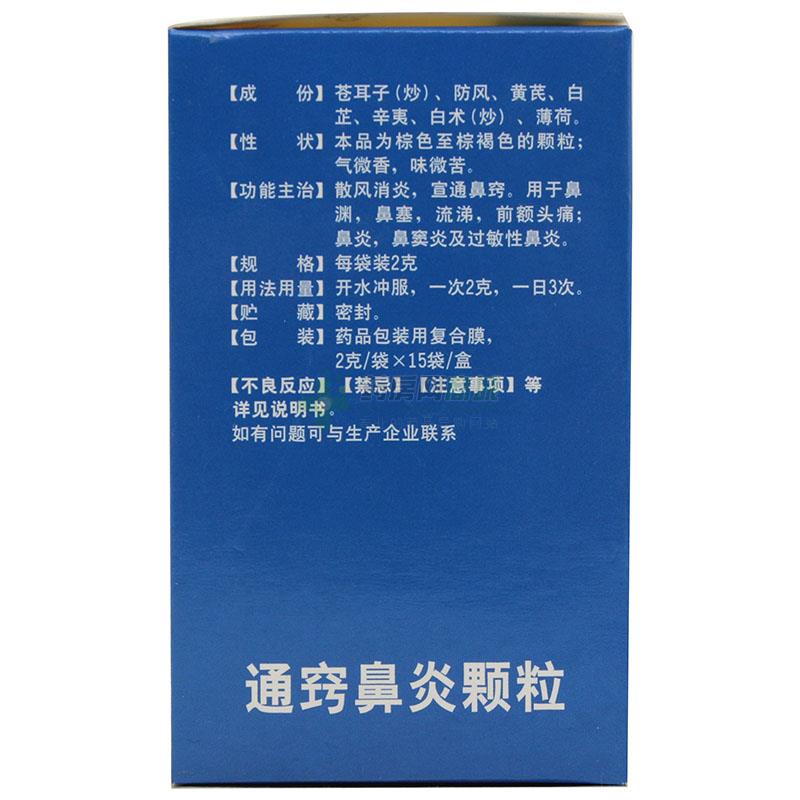 【成　份】苍耳子(炒)、防风、黄芪、白
芷、辛夷、白术(炒)、薄荷。
【性　状】本品为棕色至棕褐色的颗粒；
气微香，味微苦。
【功能主治】散风消炎，宣通鼻窍。用于鼻
渊，鼻塞，流涕，前额头痛；
鼻炎，鼻窦炎及过敏性鼻炎。
【规　格】每袋装2克
【用法用量】开水冲服，一次2克，一日3次。
【贮　藏】密封。
【包　装】药品包装用复合膜，
2克/袋×15袋/盒
【不良反应】【禁忌】【注意事项】等
详见说明书。
如有问题可与生产企业联系
通窍鼻炎颗粒